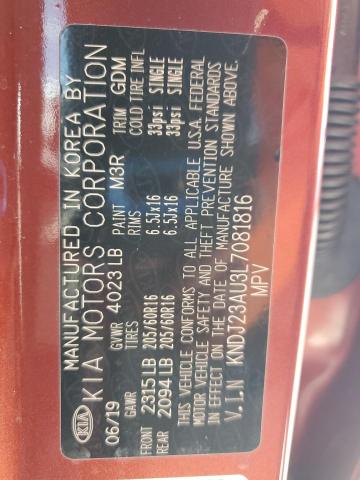 MANUFACTURED IN KOREA BY
KIA KIA MOTORS CORPORATION
06/19 GVWR 4023 LB PAINT M3R TRIM GDM
GAWR TIRES RIMS COLD TIRE INFL
FRONT 2315 LB 205/60R16 6.5Jx16 33psi SINGLE
REAR 2094 LB 205/60R16 6.5Jx16 33psi SINGLE
THIS VEHICLE CONFORMS TO ALL APPLICABLE U.S.A. FEDERAL
MOTOR VEHICLE SAFETY AND THEFT PREVENTION STANDARDS
IN EFFECT ON THE DATE OF MANUFACTURE SHOWN ABOVE.
V.I.N KNDJ23AU3L7081816
MPV